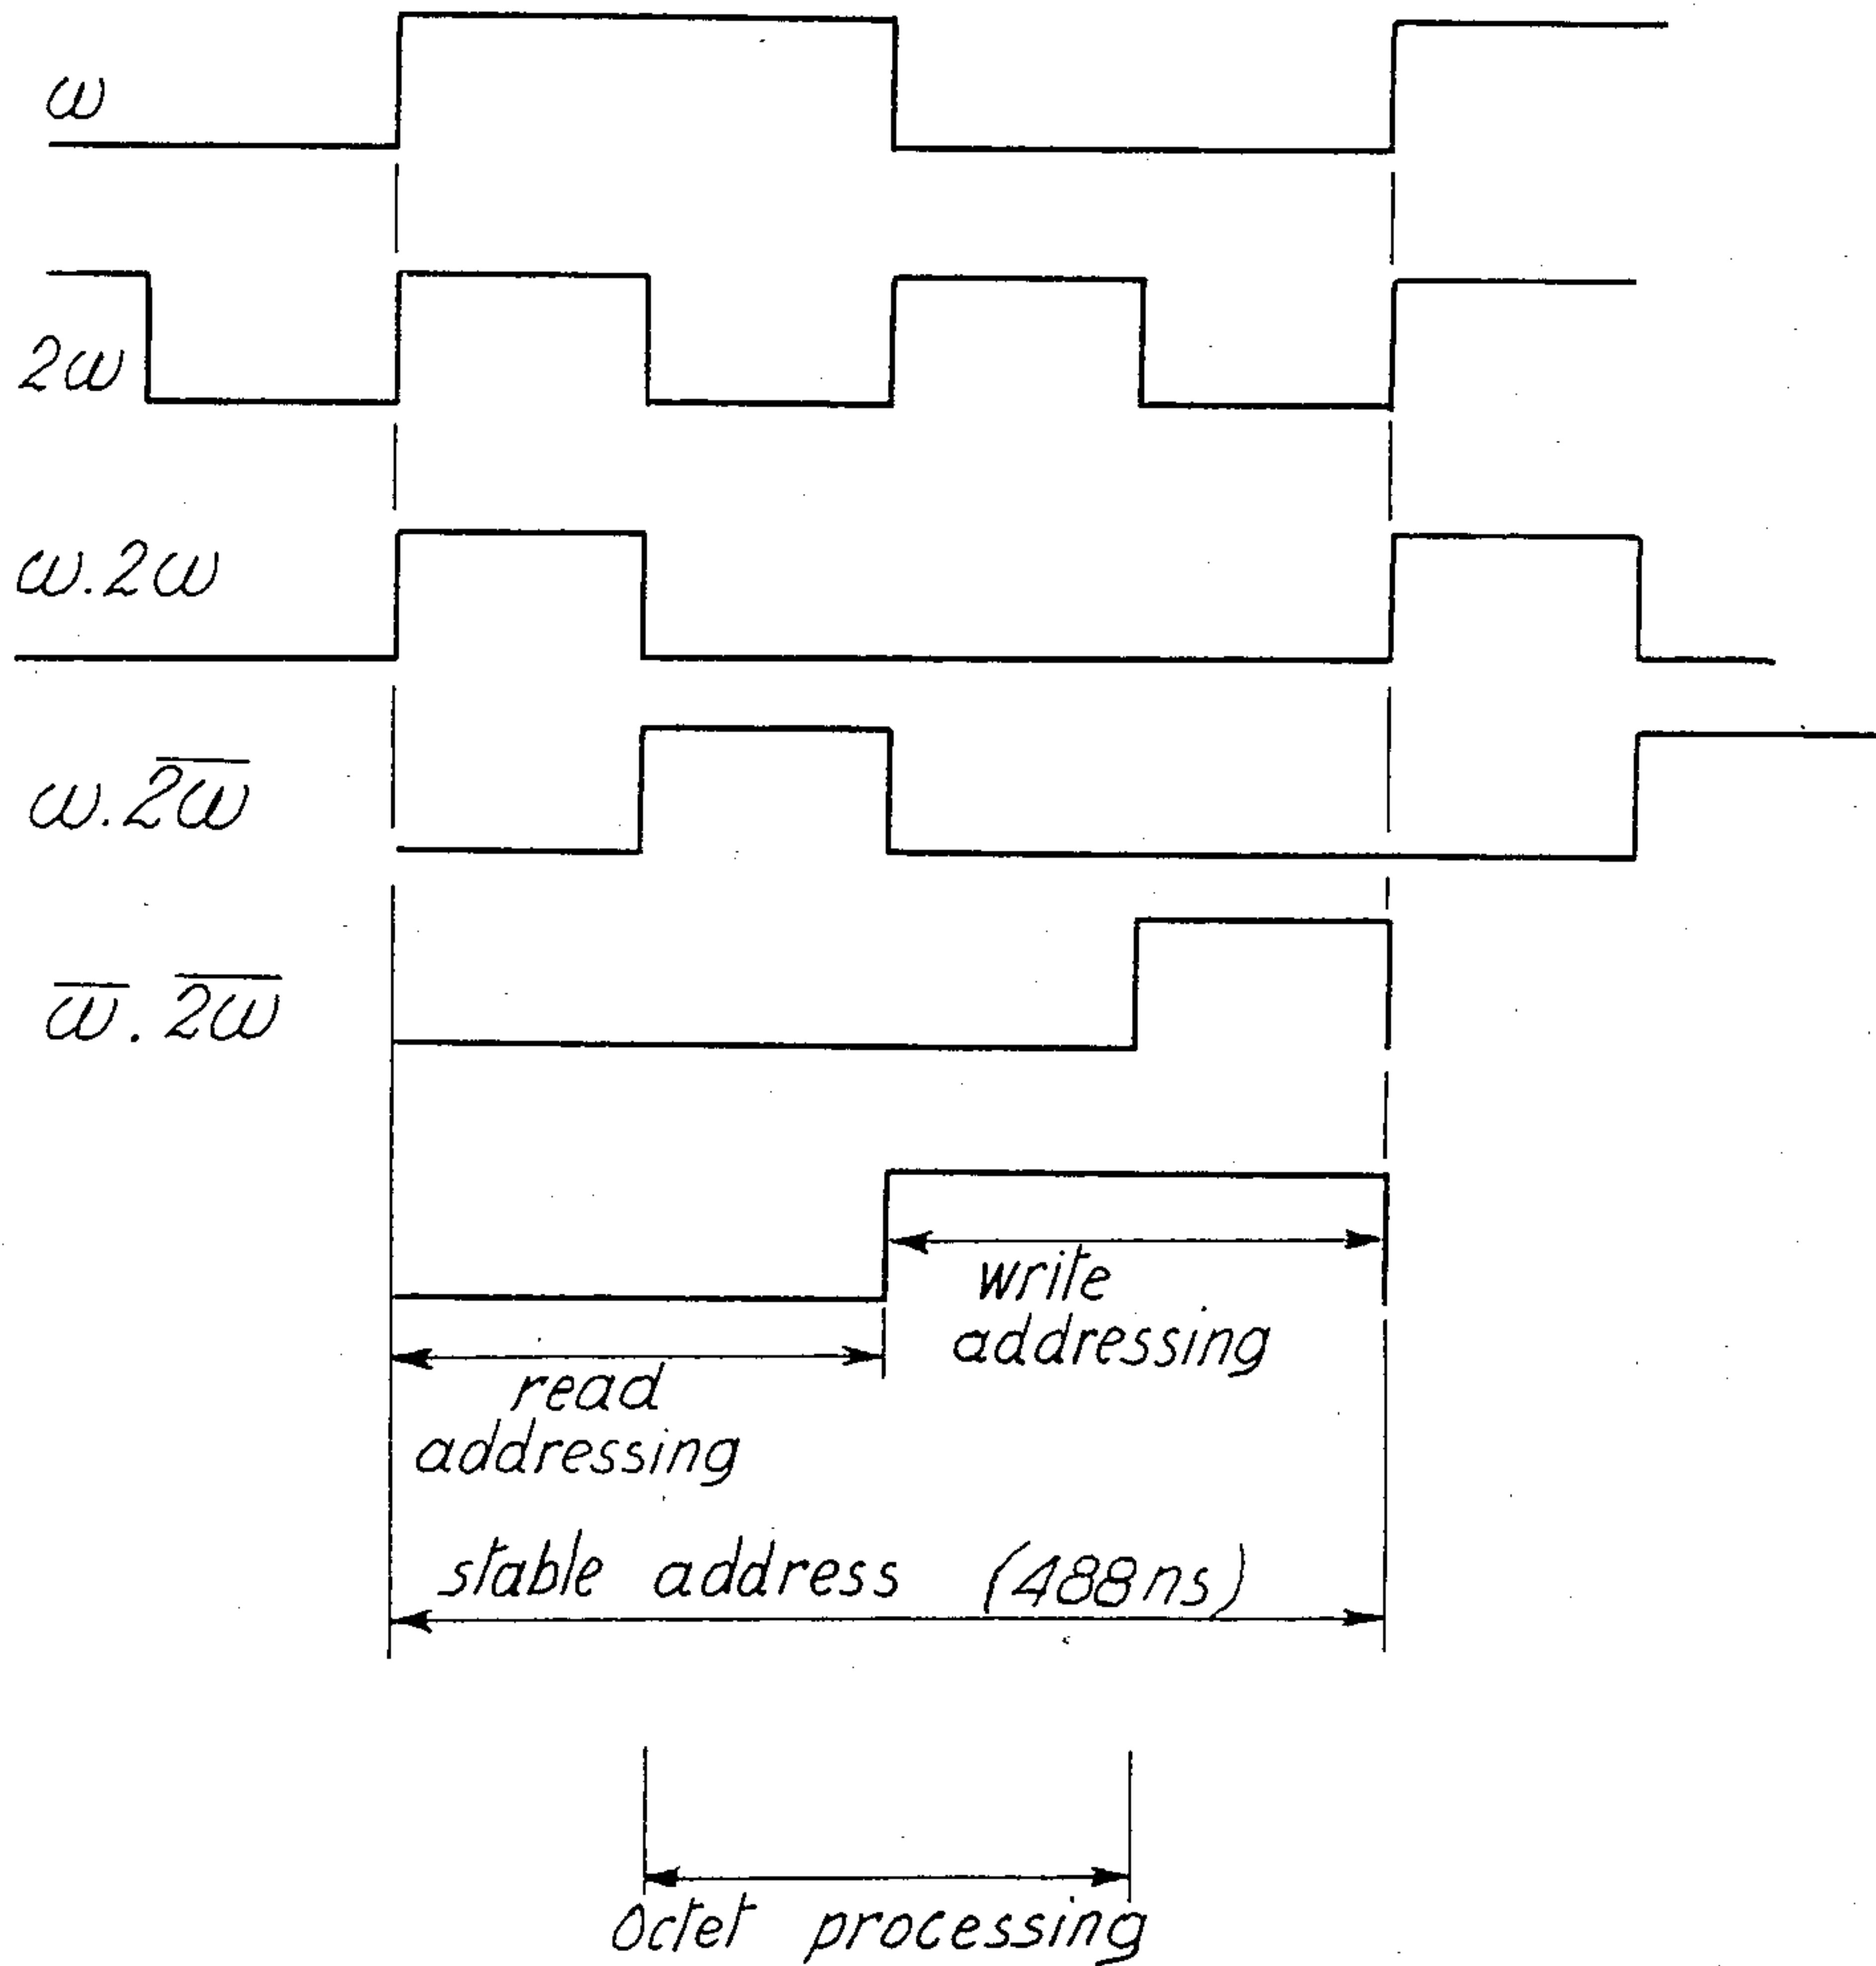 ω
2ω
ω.2ω
ω.2̅ω̅
ω̅.2̅ω̅
write
addressing
read
addressing
stable address (488ns)
Octet processing